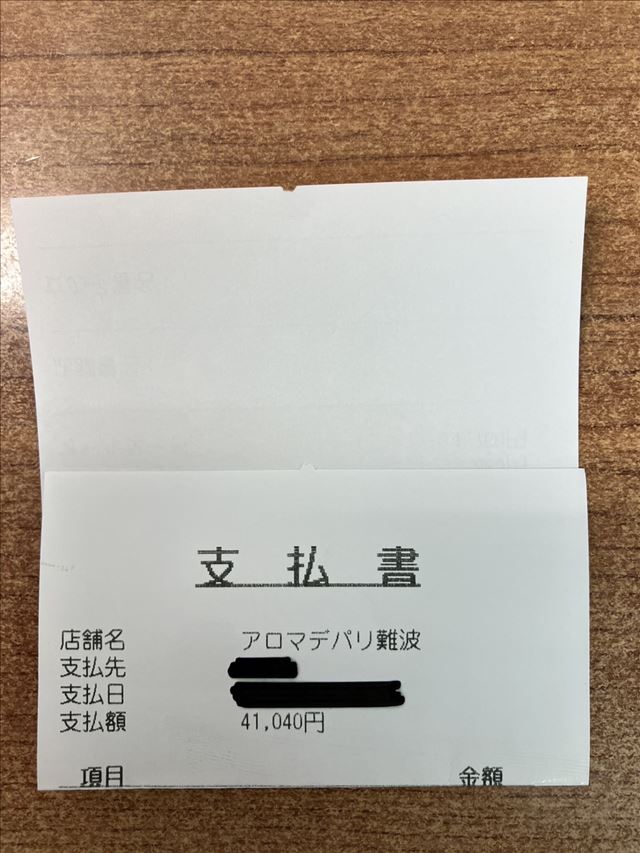 支払書
店舗名 アロマデパリ難波
支払先
支払日
支払額 41,040円
項目 金額